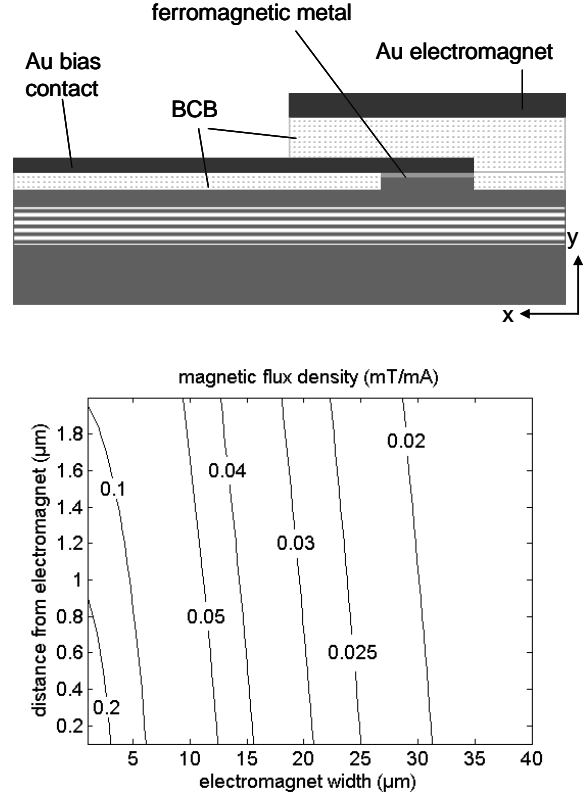 ferromagnetic metal
Au bias
contact
Au electromagnet
BCB
y
x
magnetic flux density (mT/mA)
distance from electromagnet (µm)
1.8
1.6
1.4
1.2
1
0.8
0.6
0.4
0.2
0.1
0.2
0.05
0.04
0.03
0.025
0.02
5
10
15
20
25
30
35
40
electromagnet width (µm)